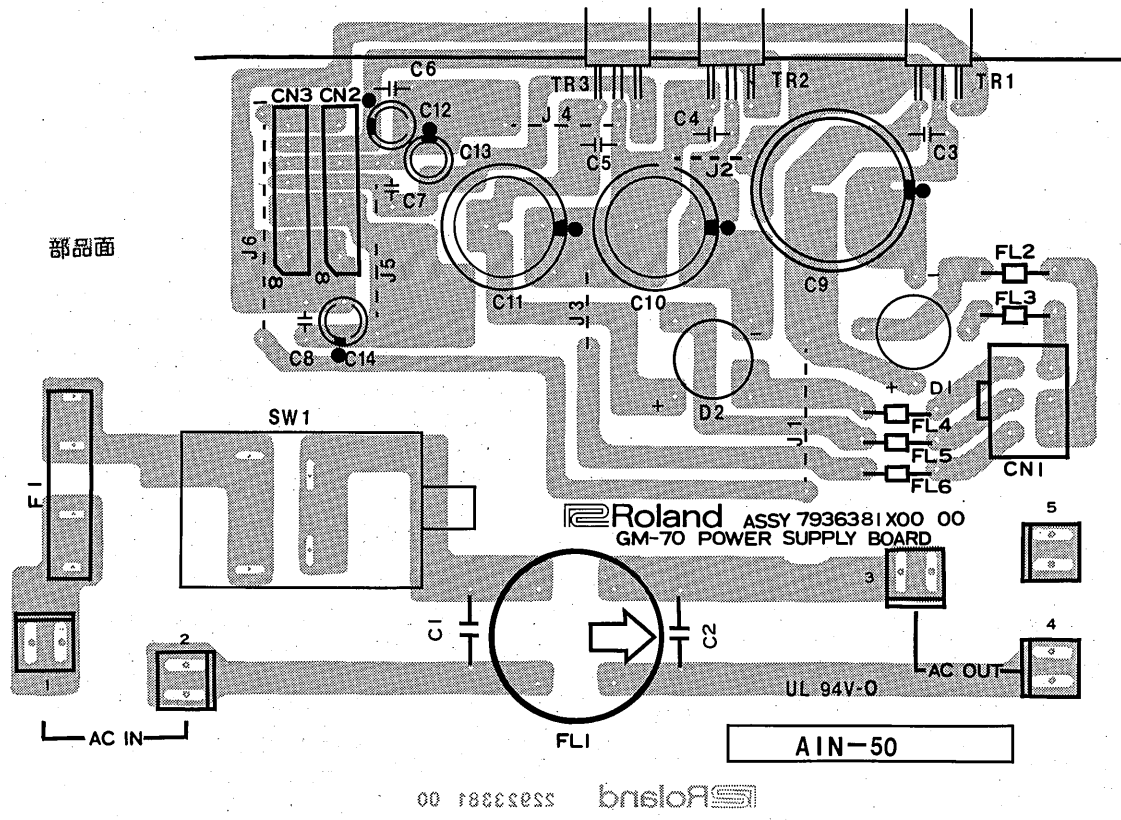 C6
TR3
TR2
TR1
CN3 CN2
C12
J4
C4
C13
C5
J2
C3
C7
部品面
J6
J5
8
8
C11
J3
C10
C9
FL2
FL3
C8
C14
D2
D1
+
−
+
−
FL4
FL5
FL6
J1
CN1
SW1
F1
Roland ASSY 7936381X00 00
GM-70 POWER SUPPLY BOARD
5
3
C1
C2
2
4
1
AC OUT
UL 94V-0
AC IN
FL1
AIN-50
Roland 22923381 00